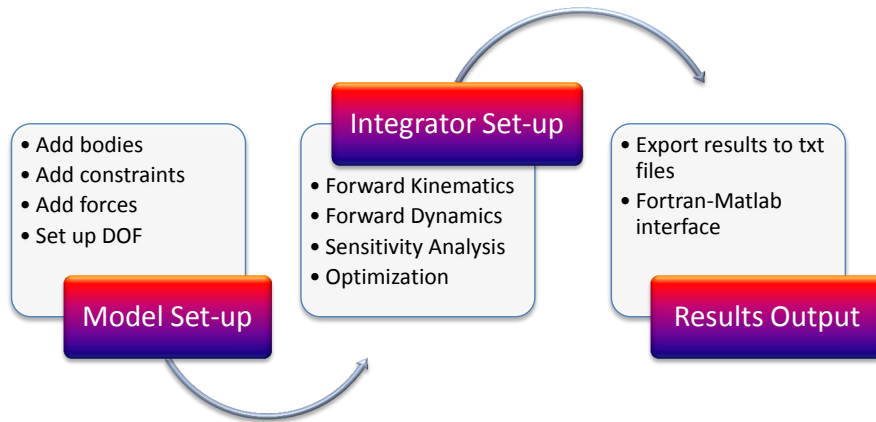 • Add bodies
• Add constraints
• Add forces
• Set up DOF
Model Set-up
Integrator Set-up
• Forward Kinematics
• Forward Dynamics
• Sensitivity Analysis
• Optimization
• Export results to txt
files
• Fortran-Matlab
interface
Results Output